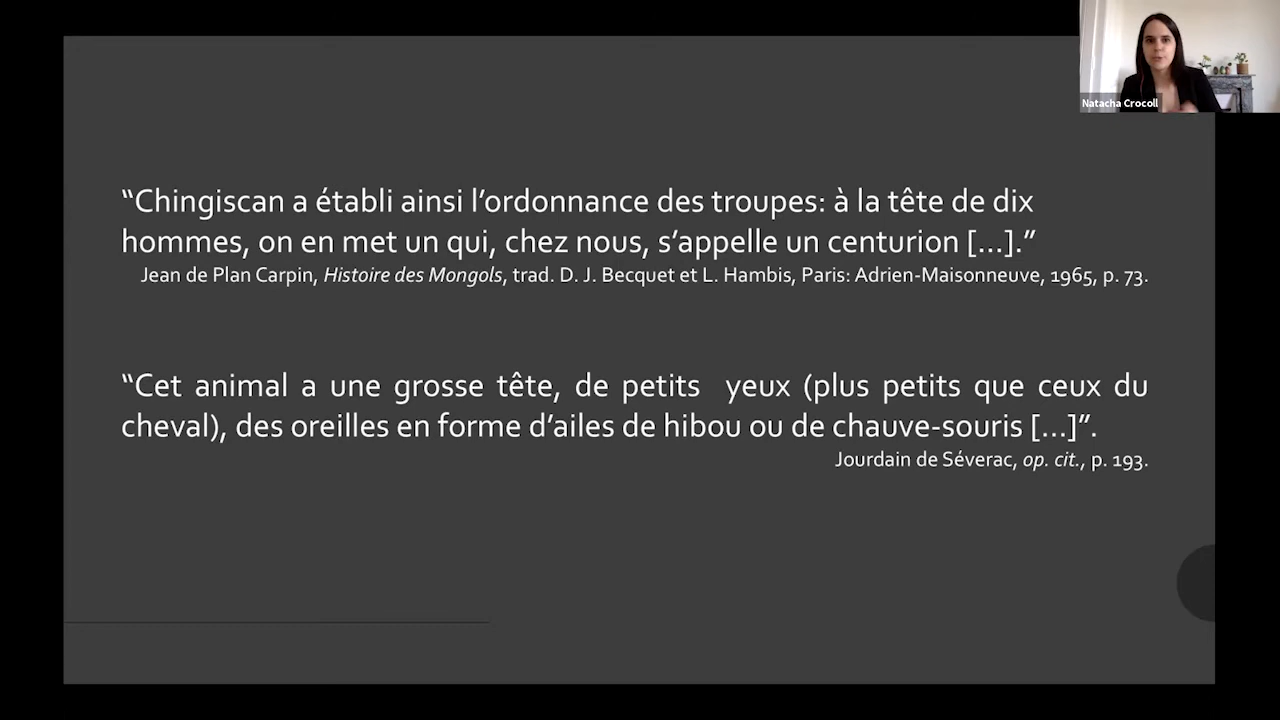 Natacha Crocoll
“Chingiscan a établi ainsi l’ordonnance des troupes: à la tête de dix
hommes, on en met un qui, chez nous, s’appelle un centurion [...].”
Jean de Plan Carpin, Histoire des Mongols, trad. D. J. Becquet et L. Hambis, Paris: Adrien-Maisonneuve, 1965, p. 73.
“Cet animal a une grosse tête, de petits yeux (plus petits que ceux du
cheval), des oreilles en forme d’ailes de hibou ou de chauve-souris [...]”.
Jourdain de Séverac, op. cit., p. 193.